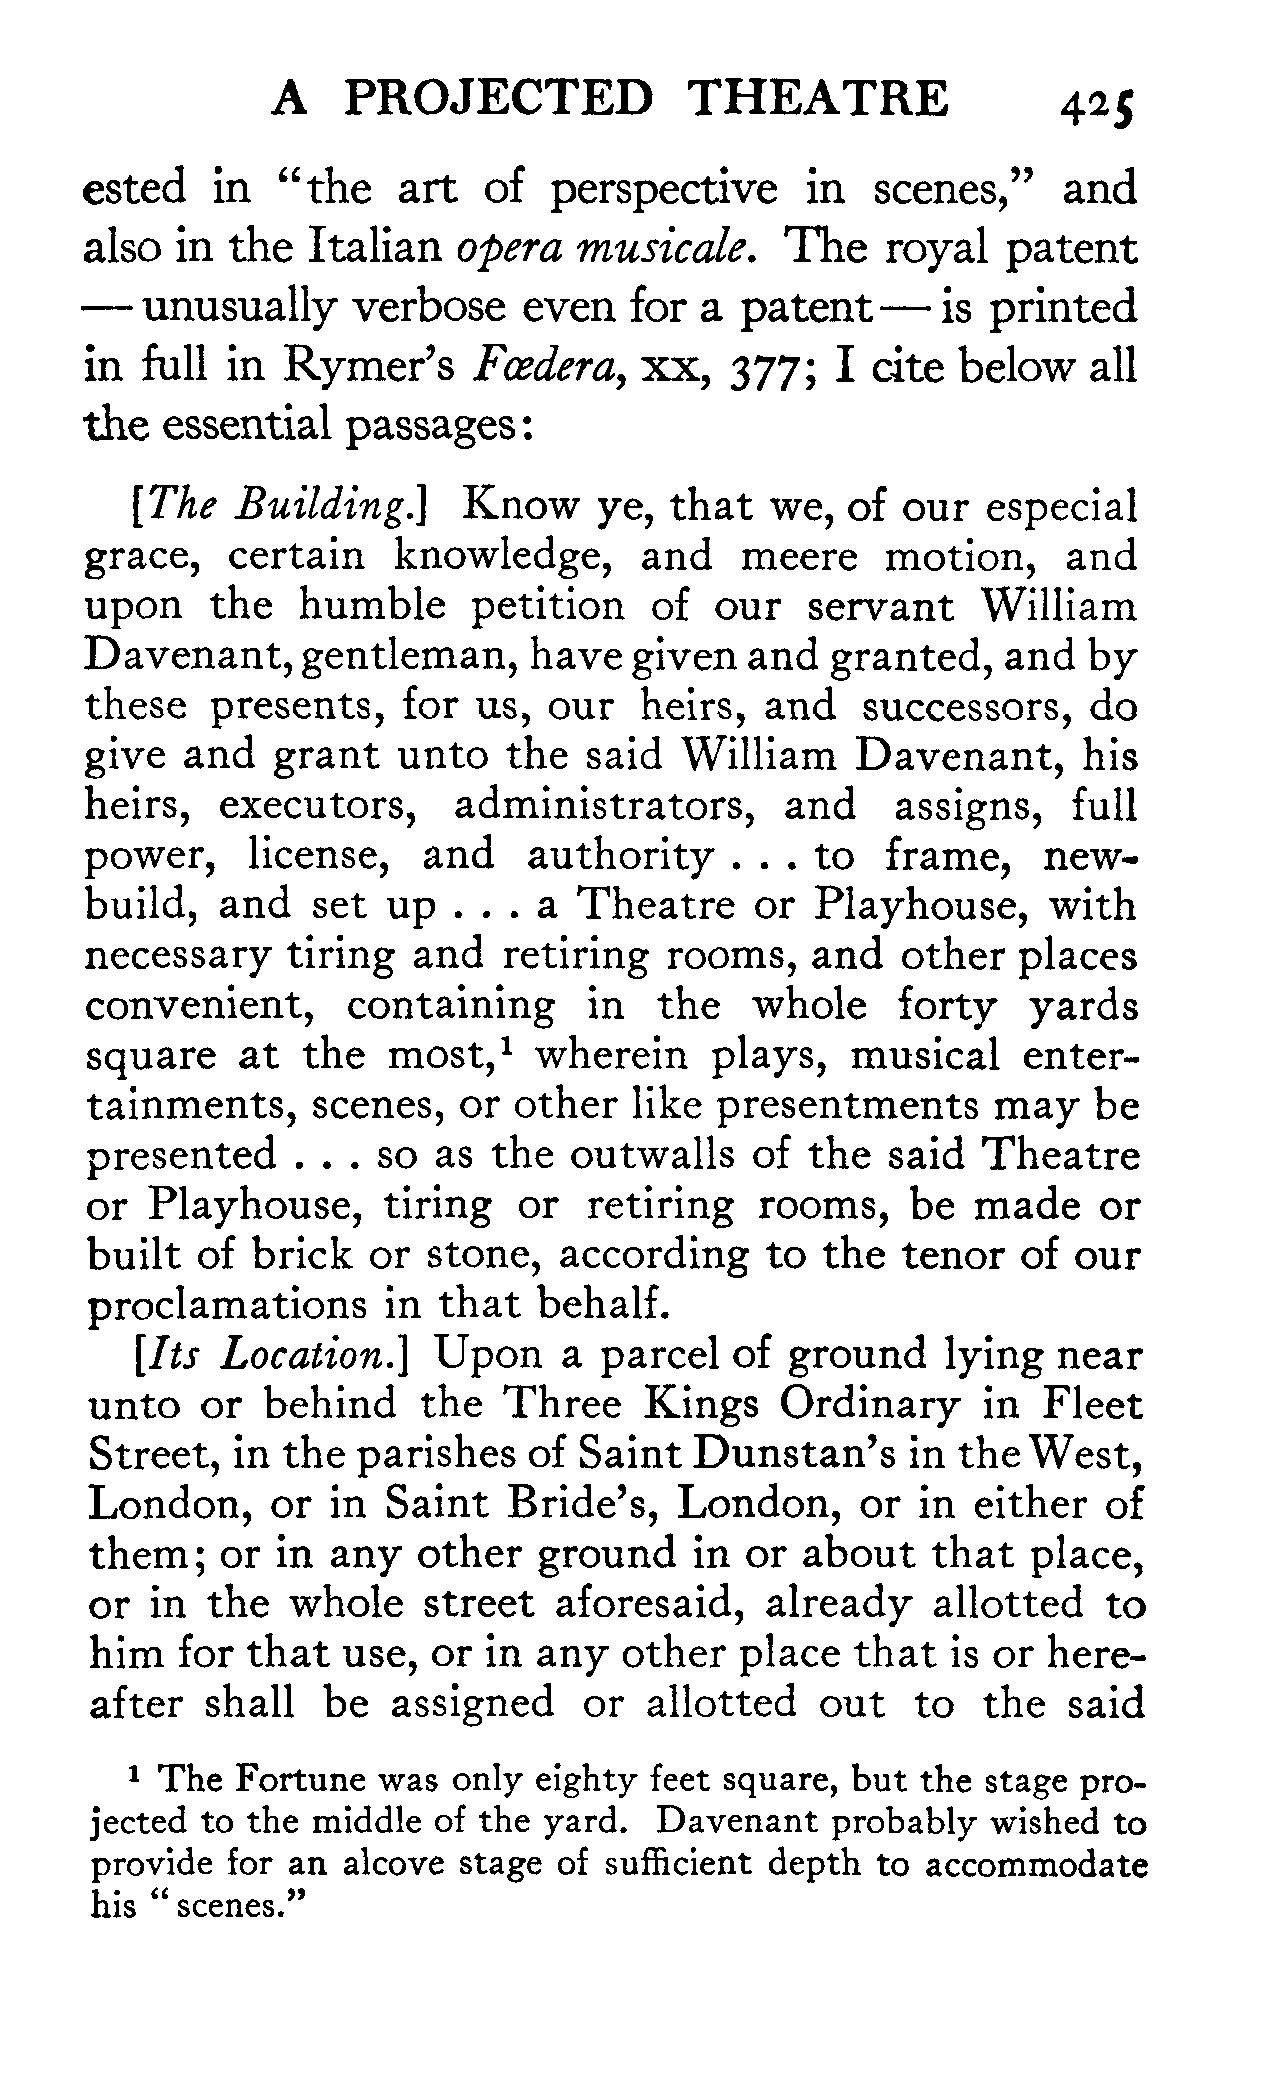 A PROJECTED THEATRE 425
ested in “the art of perspective in scenes,” and
also in the Italian opera musicale. The royal patent
— unusually verbose even for a patent — is printed
in full in Rymer’s Fœdera, xx, 377; I cite below all
the essential passages:
[The Building.] Know ye, that we, of our especial
grace, certain knowledge, and meere motion, and
upon the humble petition of our servant William
Davenant, gentleman, have given and granted, and by
these presents, for us, our heirs, and successors, do
give and grant unto the said William Davenant, his
heirs, executors, administrators, and assigns, full
power, license, and authority . . . to frame, new-
build, and set up . . . a Theatre or Playhouse, with
necessary tiring and retiring rooms, and other places
convenient, containing in the whole forty yards
square at the most,¹ wherein plays, musical enter-
tainments, scenes, or other like presentments may be
presented . . . so as the outwalls of the said Theatre
or Playhouse, tiring or retiring rooms, be made or
built of brick or stone, according to the tenor of our
proclamations in that behalf.
[Its Location.] Upon a parcel of ground lying near
unto or behind the Three Kings Ordinary in Fleet
Street, in the parishes of Saint Dunstan’s in the West,
London, or in Saint Bride’s, London, or in either of
them; or in any other ground in or about that place,
or in the whole street aforesaid, already allotted to
him for that use, or in any other place that is or here-
after shall be assigned or allotted out to the said
¹ The Fortune was only eighty feet square, but the stage pro-
jected to the middle of the yard. Davenant probably wished to
provide for an alcove stage of sufficient depth to accommodate
his “scenes.”